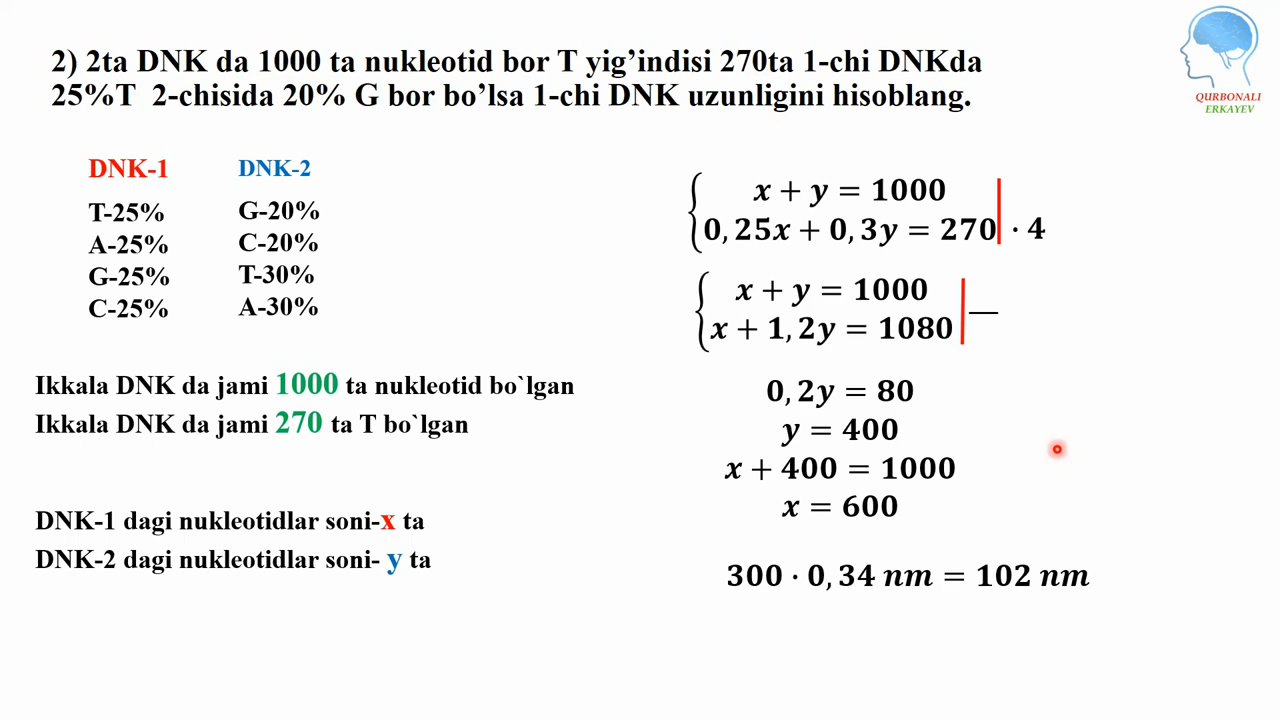 2) 2ta DNK da 1000 ta nukleotid bor T yig’indisi 270ta 1-chi DNKda
25%T 2-chisida 20% G bor bo’lsa 1-chi DNK uzunligini hisoblang.
QURBONALI
ERKAYEV
DNK-1
T-25%
A-25%
G-25%
C-25%
DNK-2
G-20%
C-20%
T-30%
A-30%
Ikkala DNK da jami 1000 ta nukleotid bo`lgan
Ikkala DNK da jami 270 ta T bo`lgan
DNK-1 dagi nukleotidlar soni-x ta
DNK-2 dagi nukleotidlar soni- y ta
x + y = 1000
0,25x + 0,3y = 270 · 4
x + y = 1000
x + 1,2y = 1080 —
0,2y = 80
y = 400
x + 400 = 1000
x = 600
300 · 0,34 nm = 102 nm